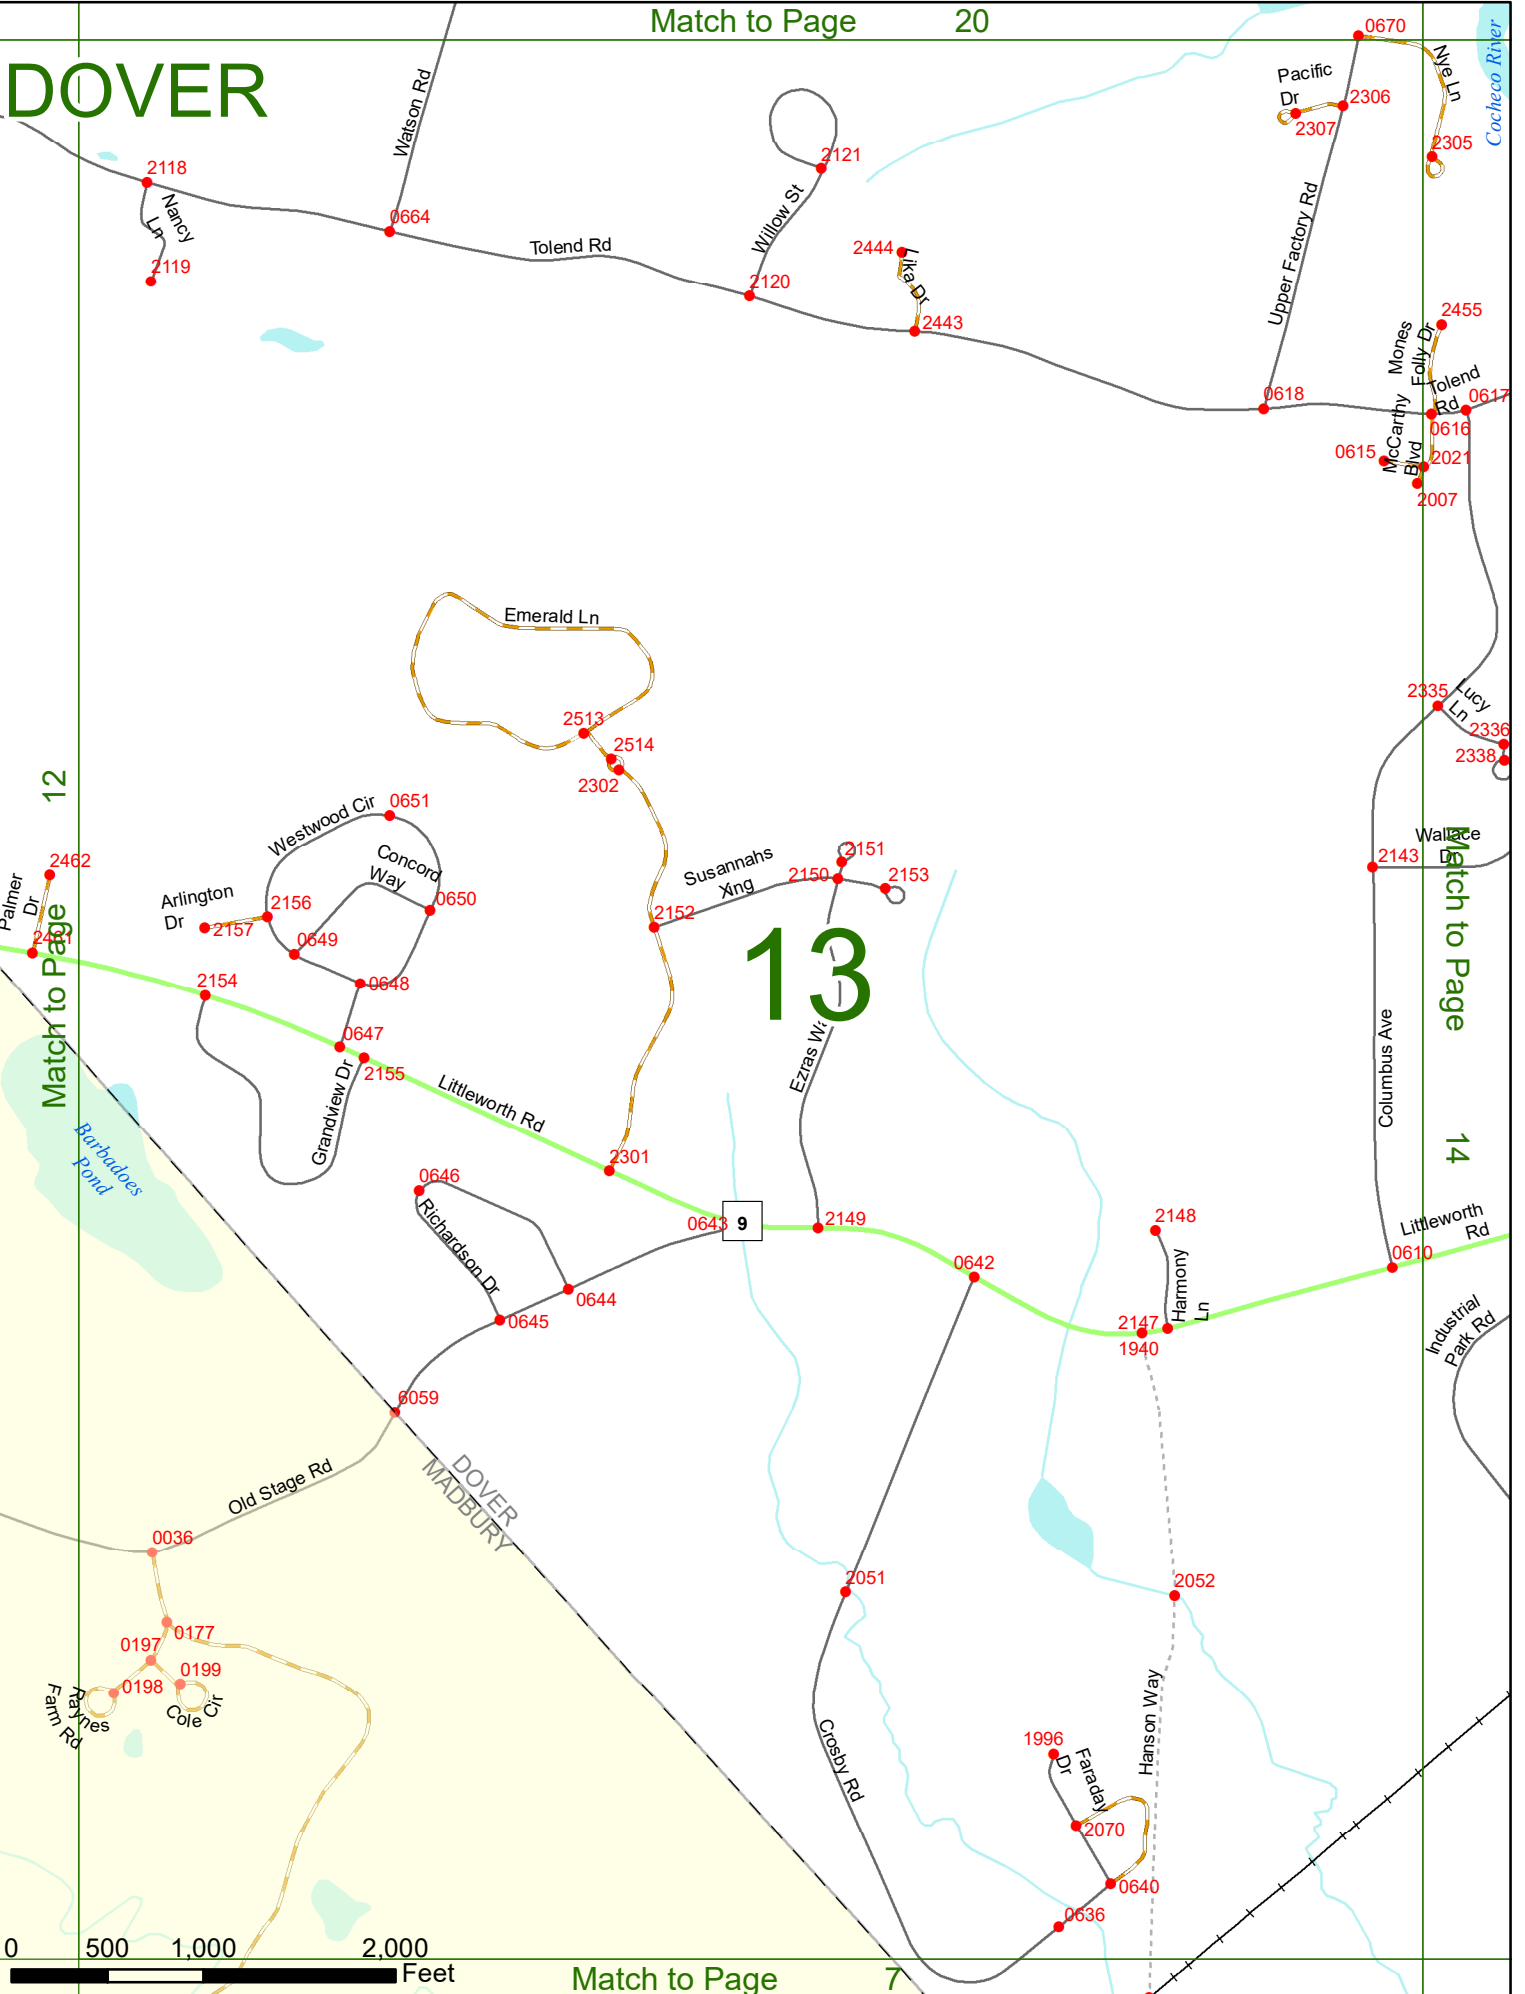 Match to Page 20
DOVER
0670
Nye Ln
Cocheco River
Pacific
Dr
2306
2307
2305
Watson Rd
2118
Nancy
Ln
2119
0664
Tolend Rd
2121
Willow St
2120
2444
Lika Dr
2443
Upper Factory Rd
2455
Mones
Folly Dr
Tolend
Rd
0618
0617
0616
McCarthy
Blvd
0615
2021
2007
Emerald Ln
2513
2514
2302
2335
Lucy
Ln
2336
2338
Match to Page 12
Westwood Cir
0651
Concord
Way
0650
2462
Palmer
Dr
2461
Arlington
Dr
2156
2157
0649
0648
2154
0647
2155
Grandview Dr
Littleworth Rd
Susannahs
Xing
2151
2150
2153
2152
13
Ezras Wa
2143
Wallace
Dr
Match to Page 14
Columbus Ave
Barbadoes
Pond
2301
0646
Richardson Dr
0643
9
2149
0644
0645
0642
2148
Harmony
Ln
2147
1940
Littleworth
Rd
0610
Industrial
Park Rd
6059
Old Stage Rd
DOVER
MADBURY
0036
0177
0197
0199
0198
Raynes
Farm Rd
Cole Cir
2051
2052
Crosby Rd
Hanson Way
1996
Faraday
Dr
2070
0640
0636
0 500 1,000 2,000
Feet
Match to Page 7